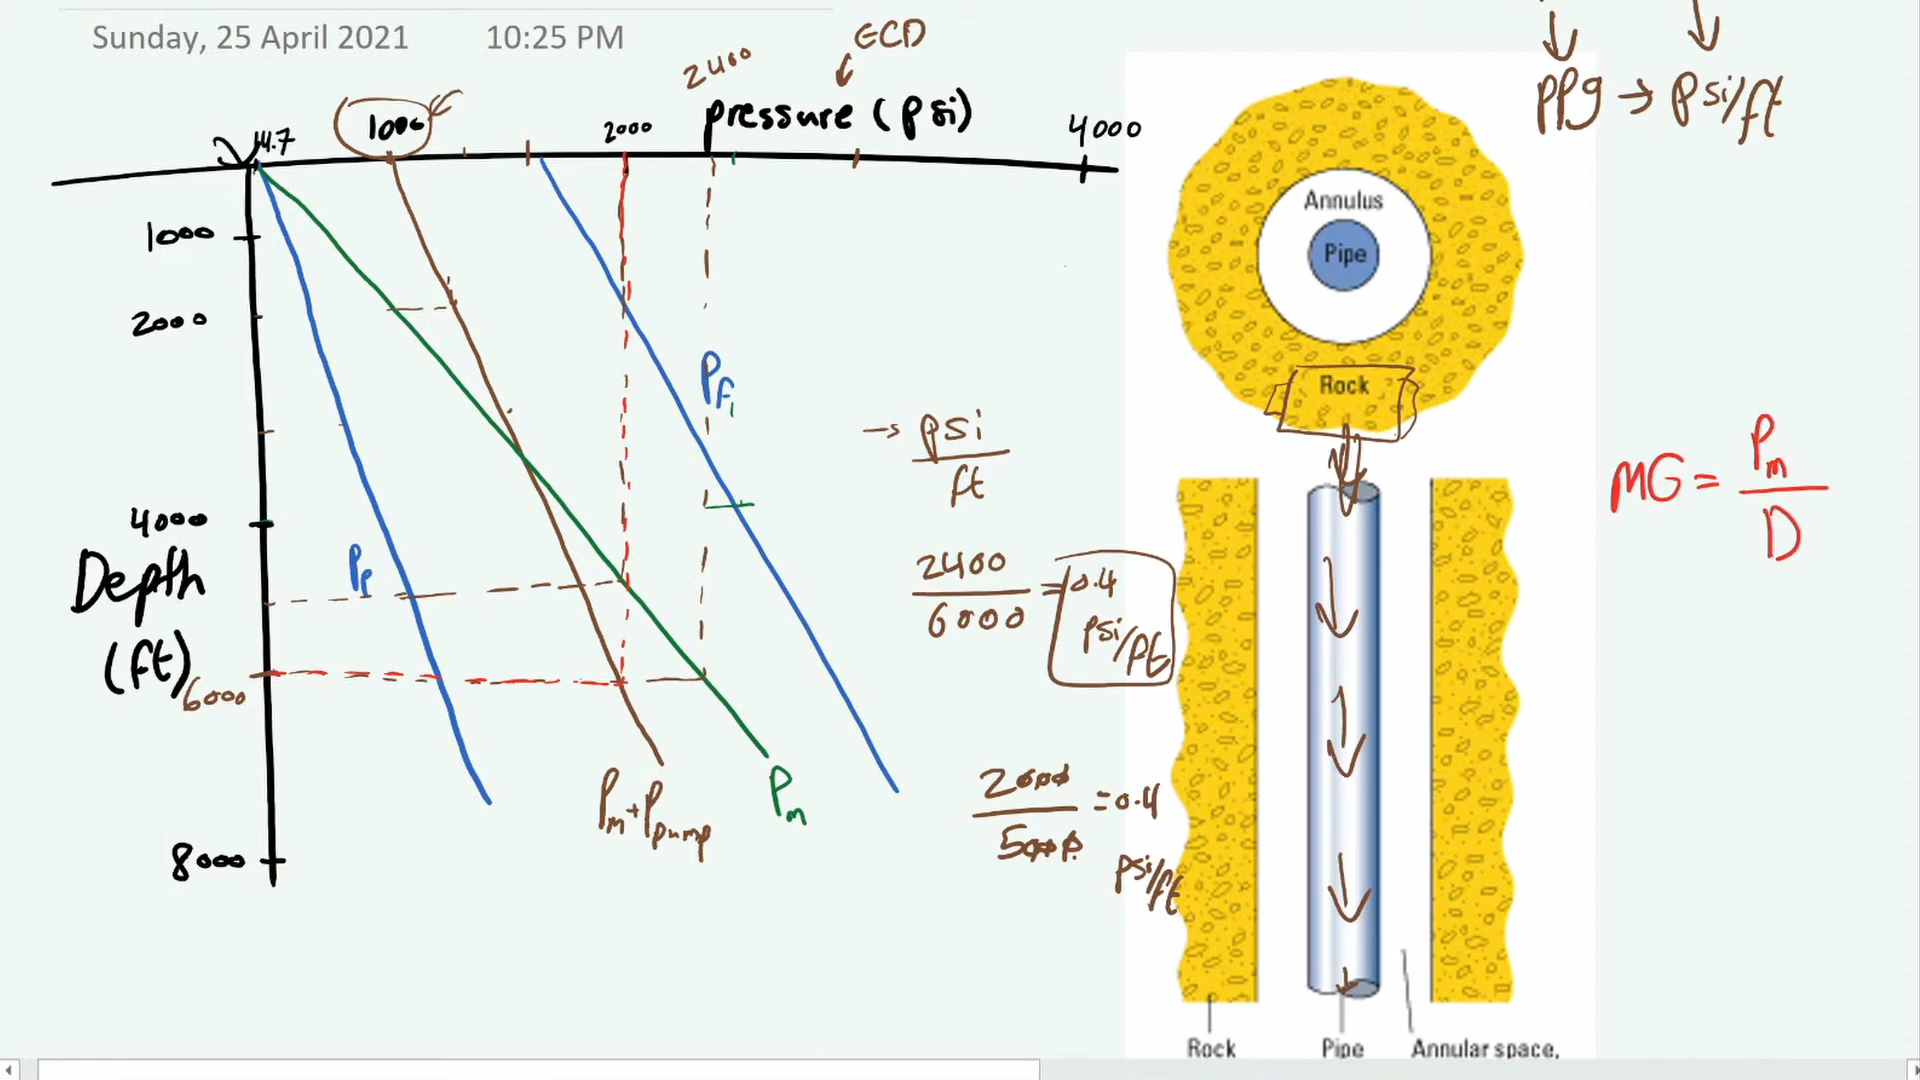 Sunday, 25 April 2021 10:25 PM
ECD
2400
pressure (psi)
14.7
1000
2000
4000
PPg → psi/ft
1000
2000
4000
Depth
(ft)
6000
8000
Pp
Pf
Pm + Ppump
Pm
→ psi
ft
2400
6000
= 0.4
psi/ft
2000
5000
= 0.4
psi/ft
Annulus
Pipe
Rock
MG = Pm
D
Rock
Pipe
Annular space,